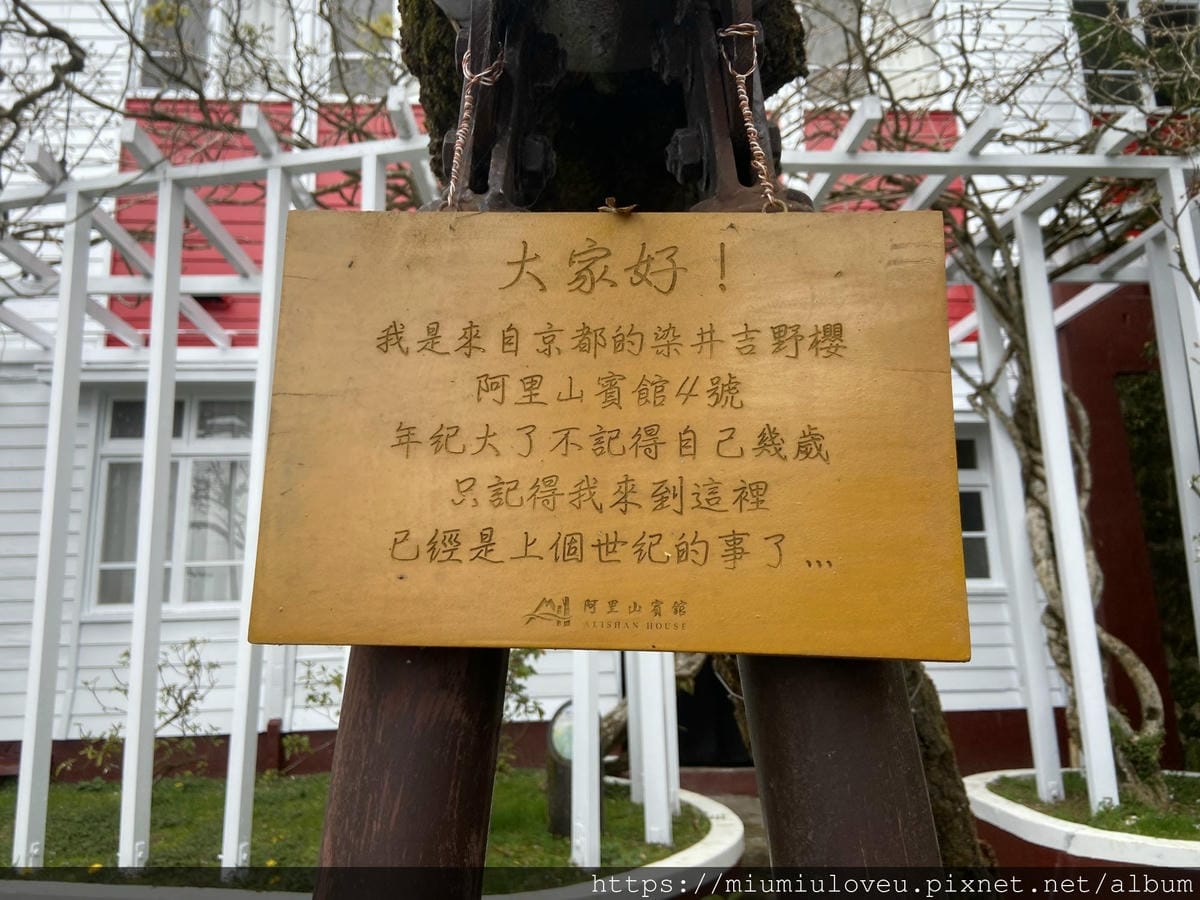 大家好！
我是來自京都的染井吉野櫻
阿里山賓館4號
年紀大了不記得自己幾歲
只記得我來到這裡
已經是上個世紀的事了...
阿里山賓館
ALISHAN HOUSE
https://miumiuloveu.pixnet.net/album